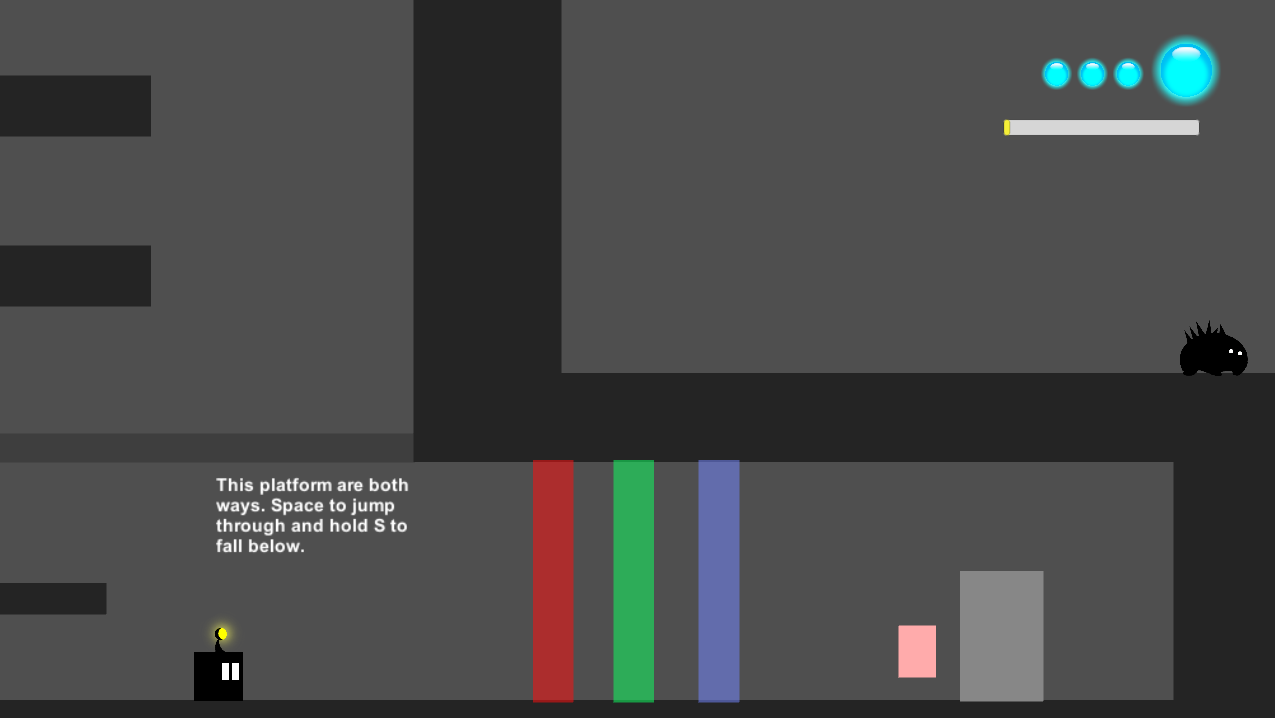 This platform are both
ways. Space to jump
through and hold S to
fall below.